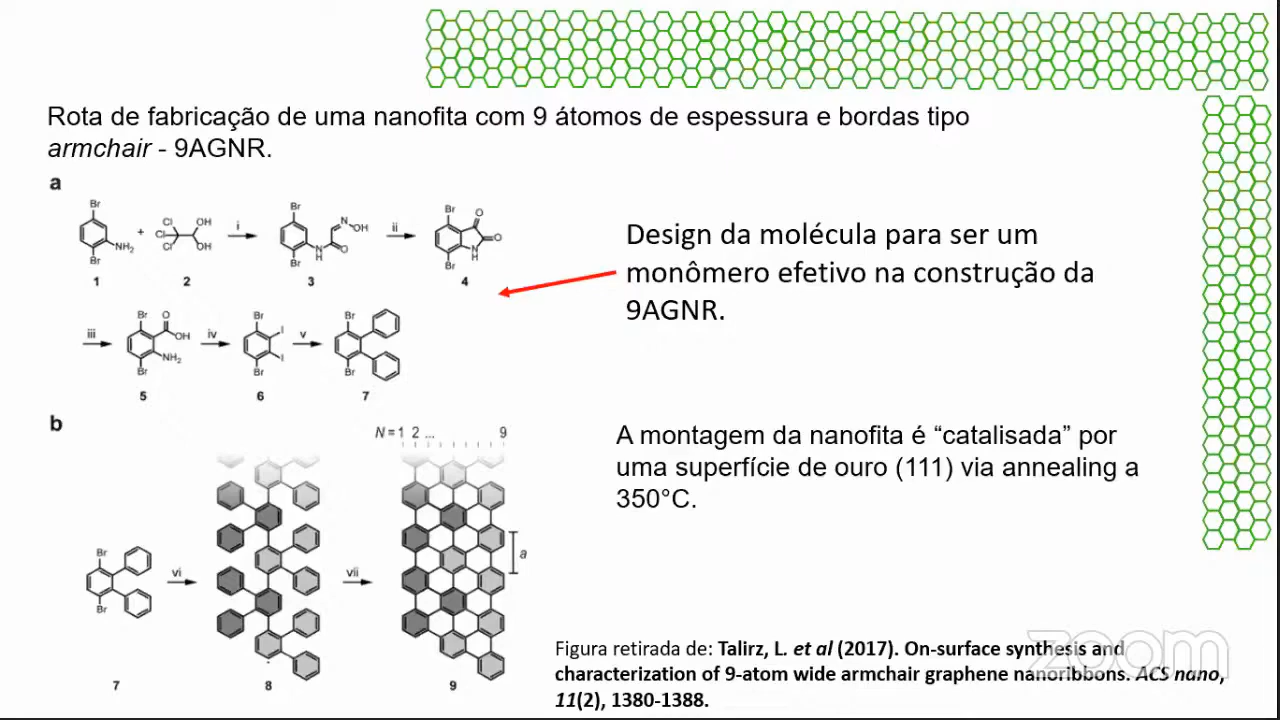 Rota de fabricação de uma nanofita com 9 átomos de espessura e bordas tipo
armchair - 9AGNR.
a
Br
NH₂
Br
1
+
Cl
Cl
Cl
OH
OH
2
i
Br
Br
N
H
O
N
OH
3
ii
Br
O
O
N
H
Br
4
Design da molécula para ser um
monômero efetivo na construção da
9AGNR.
iii
Br
O
OH
NH₂
Br
5
iv
Br
I
I
Br
6
v
Br
Br
7
b
N = 1 2 ... 9
A montagem da nanofita é “catalisada” por
uma superfície de ouro (111) via annealing a
350°C.
Br
Br
7
vi
8
vii
a
9
Figura retirada de: Talirz, L. et al (2017). On-surface synthesis and
characterization of 9-atom wide armchair graphene nanoribbons. ACS nano,
11(2), 1380-1388.
zoom